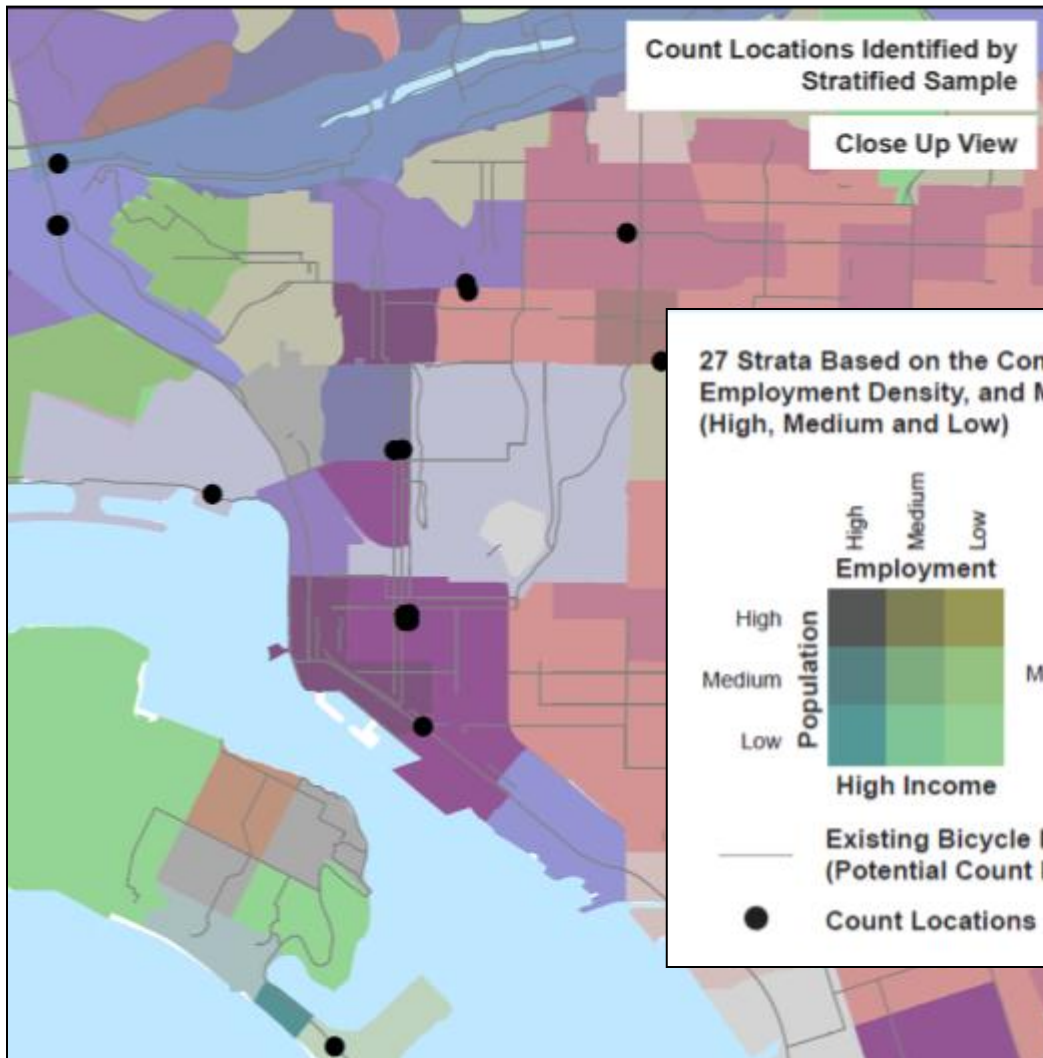 Count Locations Identified by
Stratified Sample
Close Up View
27 Strata Based on the Con
Employment Density, and M
(High, Medium and Low)
High
Medium
Low
Employment
High
Medium
Low
Population
M
High Income
Existing Bicycle
(Potential Count
Count Locations